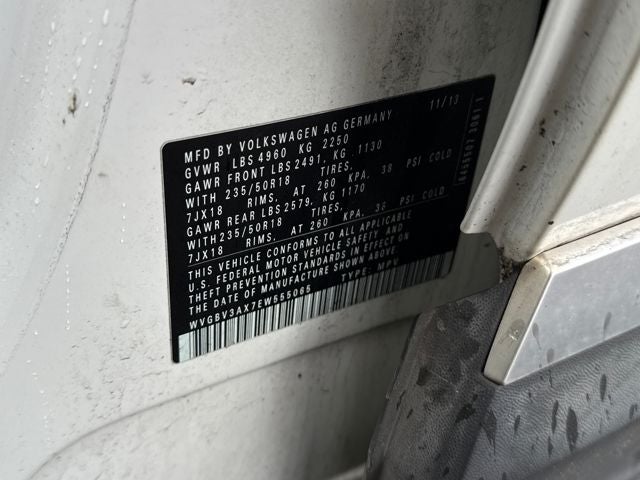 MFD BY VOLKSWAGEN AG GERMANY 11/13
GVWR LBS 4960 KG 2250
GAWR FRONT LBS 2491, KG 1130
WITH 235/50R18 TIRES,
7JX18 RIMS, AT 260 KPA, 38 PSI COLD
GAWR REAR LBS 2579, KG 1170
WITH 235/50R18 TIRES,
7JX18 RIMS, AT 260 KPA, 36 PSI COLD
THIS VEHICLE CONFORMS TO ALL APPLICABLE
U.S. FEDERAL MOTOR VEHICLE SAFETY AND
THEFT PREVENTION STANDARDS IN EFFECT ON
THE DATE OF MANUFACTURE SHOWN ABOVE
WVGBV3AX7EW555065 TYPE: MPV